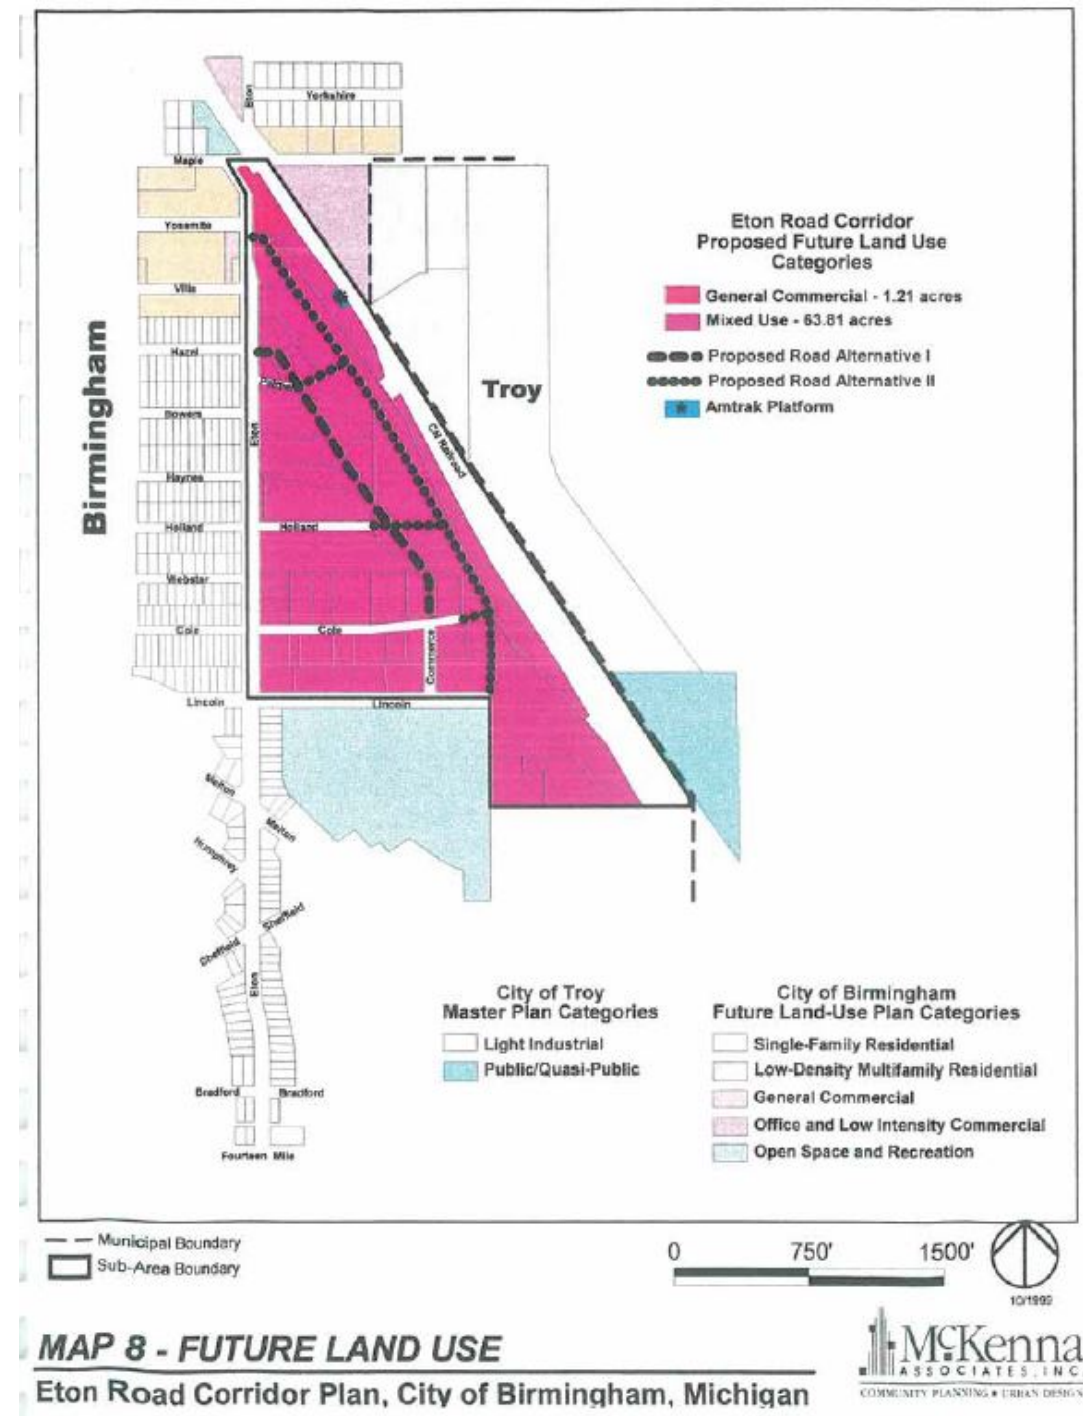 Eton
Yorkshire
Maple
Yosemite
Villa
Hazel
Bowers
Haynes
Holland
Webster
Cole
Lincoln
Birmingham
Eton
Holland
Cole
Commerce
Lincoln
CN Railroad
Troy
Eton Road Corridor
Proposed Future Land Use
Categories
General Commercial - 1.21 acres
Mixed Use - 63.81 acres
Proposed Road Alternative I
Proposed Road Alternative II
Amtrak Platform
Melton
Melton
Humphrey
Sheffield
Sheffield
Eton
Bradford
Bradford
Fourteen Mile
City of Troy
Master Plan Categories
Light Industrial
Public/Quasi-Public
City of Birmingham
Future Land-Use Plan Categories
Single-Family Residential
Low-Density Multifamily Residential
General Commercial
Office and Low Intensity Commercial
Open Space and Recreation
Municipal Boundary
Sub-Area Boundary
0 750' 1500'
10/1999
MAP 8 - FUTURE LAND USE
Eton Road Corridor Plan, City of Birmingham, Michigan
McKenna
ASSOCIATES, INC
COMMUNITY PLANNING URBAN DESIGN